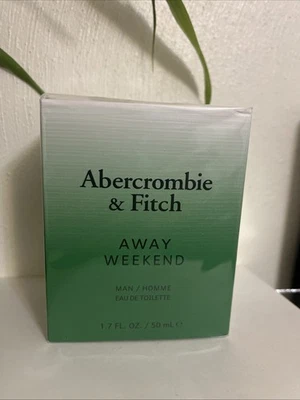 Abercrombie
& Fitch
AWAY
WEEKEND
MAN / HOMME
EAU DE TOILETTE
1.7 FL. OZ. / 50 mL ℮